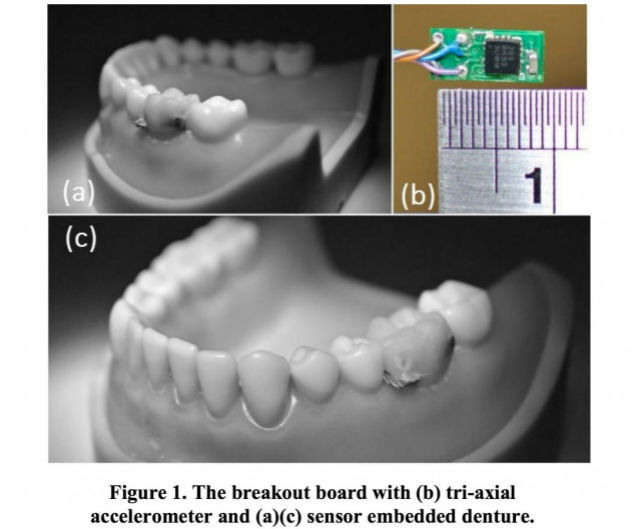 (a)
(b)
1
(c)
Figure 1. The breakout board with (b) tri-axial
accelerometer and (a)(c) sensor embedded denture.